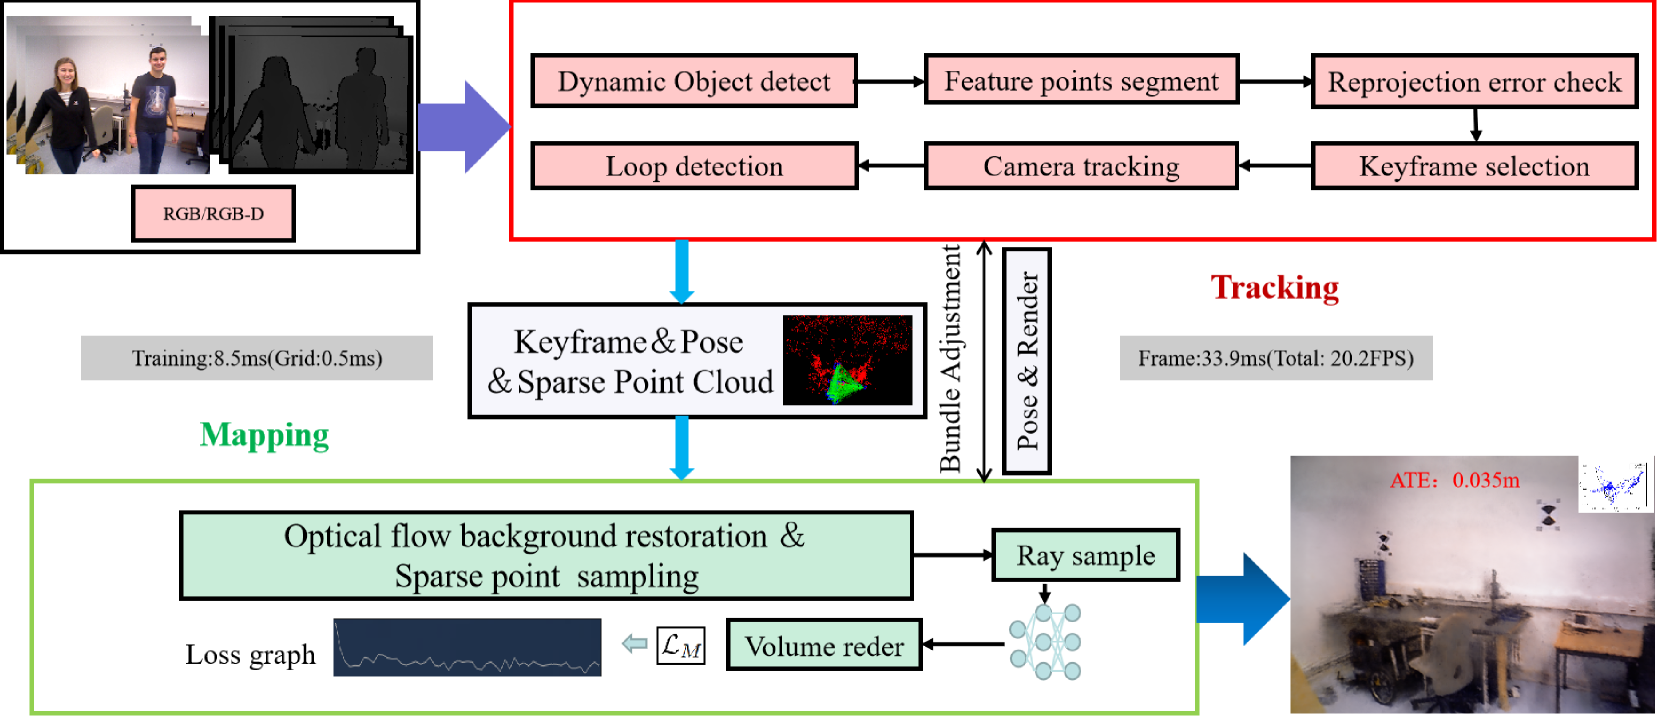 RGB/RGB-D
Dynamic Object detect
Feature points segment
Reprojection error check
Loop detection
Camera tracking
Keyframe selection
Tracking
Keyframe & Pose
& Sparse Point Cloud
Bundle Adjustment
Pose & Render
Training:8.5ms(Grid:0.5ms)
Frame:33.9ms(Total: 20.2FPS)
Mapping
Optical flow background restoration &
Sparse point sampling
Ray sample
Loss graph
ℒM
Volume reder
ATE：0.035m